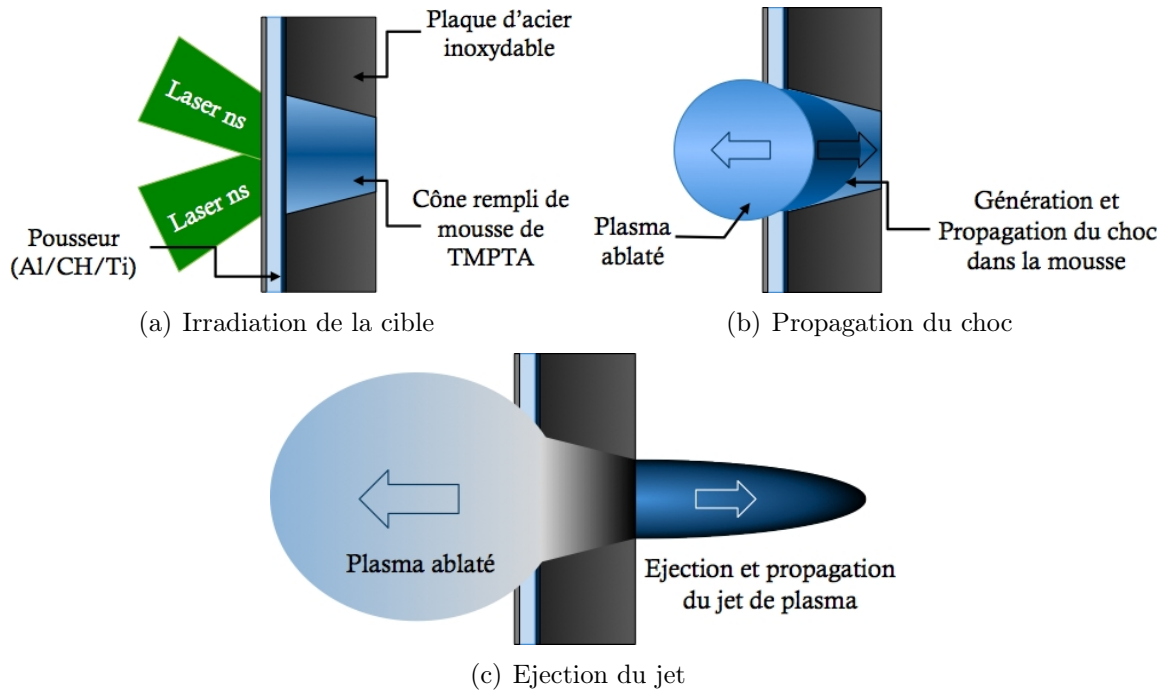 Plaque d'acier
inoxydable
Laser ns
Laser ns
Pousseur
(Al/CH/Ti)
Cône rempli de
mousse de
TMPTA
(a) Irradiation de la cible
Plasma
ablaté
Génération et
Propagation du choc
dans la mousse
(b) Propagation du choc
Plasma ablaté
Ejection et propagation
du jet de plasma
(c) Ejection du jet